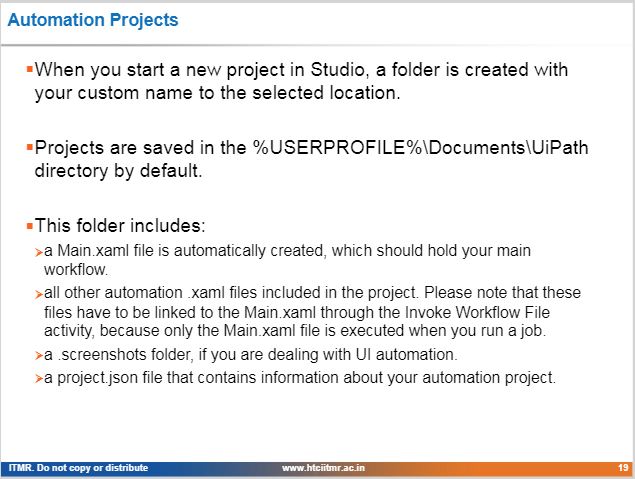 Automation Projects
When you start a new project in Studio, a folder is created with
your custom name to the selected location.
Projects are saved in the %USERPROFILE%\Documents\UiPath
directory by default.
This folder includes:
a Main.xaml file is automatically created, which should hold your main
workflow.
all other automation .xaml files included in the project. Please note that these
files have to be linked to the Main.xaml through the Invoke Workflow File
activity, because only the Main.xaml file is executed when you run a job.
a .screenshots folder, if you are dealing with UI automation.
a project.json file that contains information about your automation project.
ITMR. Do not copy or distribute www.htciitmr.ac.in 19